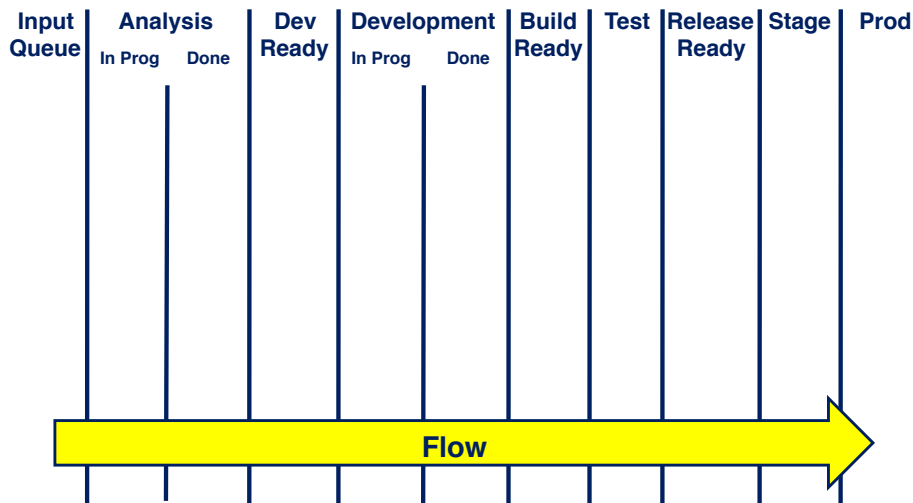 Input
Queue
Analysis
In Prog
Done
Dev
Ready
Development
In Prog
Done
Build
Ready
Test
Release
Ready
Stage
Prod
Flow